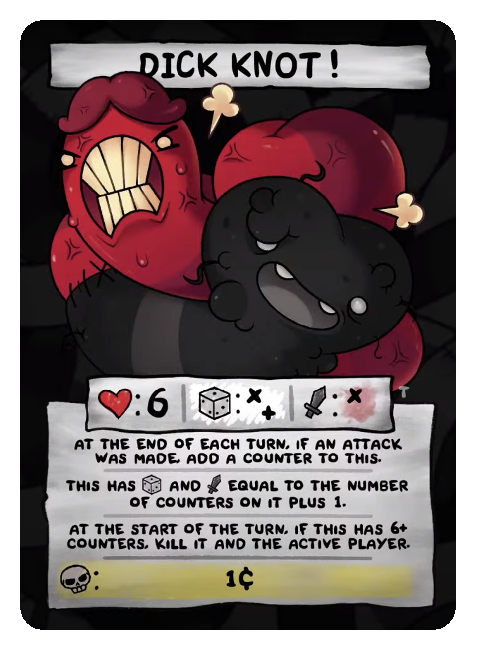 DICK KNOT!
:6 :X+ :X
T
AT THE END OF EACH TURN, IF AN ATTACK
WAS MADE, ADD A COUNTER TO THIS.
THIS HAS AND EQUAL TO THE NUMBER
OF COUNTERS ON IT PLUS 1.
AT THE START OF THE TURN, IF THIS HAS 6+
COUNTERS, KILL IT AND THE ACTIVE PLAYER.
: 1¢